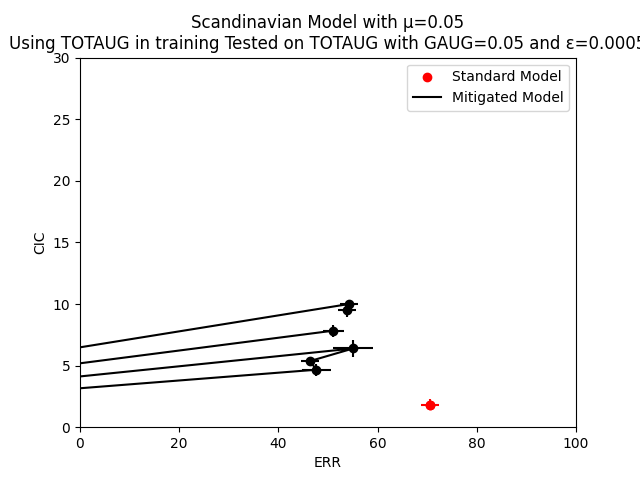 Scandinavian Model with μ=0.05
Using TOTAUG in training Tested on TOTAUG with GAUG=0.05 and ε=0.0005
Standard Model
Mitigated Model
30
25
20
15
10
5
0
CIC
0 20 40 60 80 100
ERR